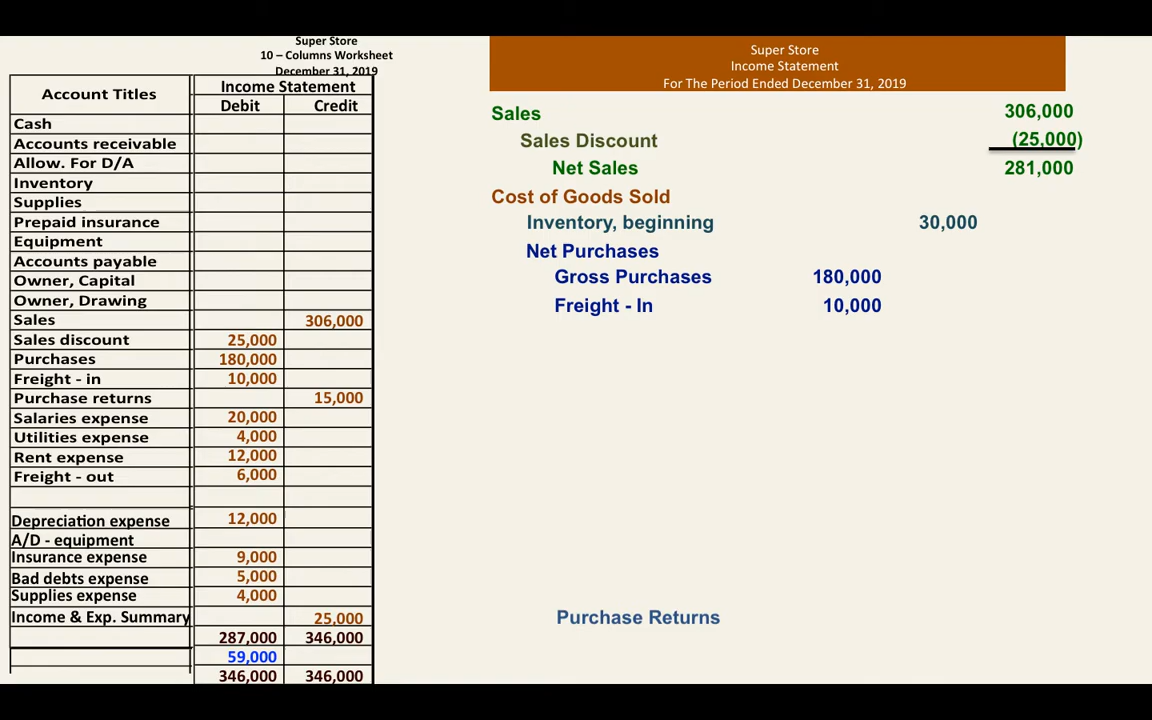 Super Store
10 – Columns Worksheet
December 31, 2019
Account Titles
Income Statement
Debit Credit
Cash
Accounts receivable
Allow. For D/A
Inventory
Supplies
Prepaid insurance
Equipment
Accounts payable
Owner, Capital
Owner, Drawing
Sales 306,000
Sales discount 25,000
Purchases 180,000
Freight - in 10,000
Purchase returns 15,000
Salaries expense 20,000
Utilities expense 4,000
Rent expense 12,000
Freight - out 6,000
Depreciation expense 12,000
A/D - equipment
Insurance expense 9,000
Bad debts expense 5,000
Supplies expense 4,000
Income & Exp. Summary 25,000
287,000 346,000
59,000
346,000 346,000
Super Store
Income Statement
For The Period Ended December 31, 2019
Sales 306,000
Sales Discount (25,000)
Net Sales 281,000
Cost of Goods Sold
Inventory, beginning 30,000
Net Purchases
Gross Purchases 180,000
Freight - In 10,000
Purchase Returns